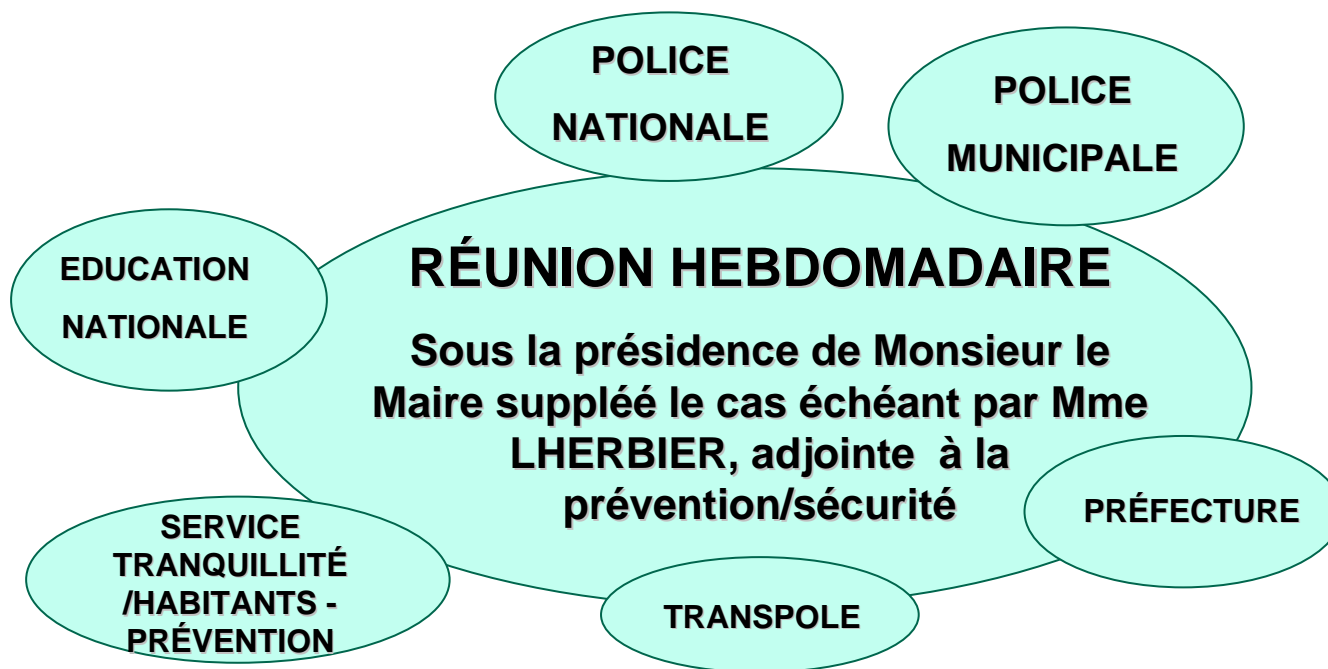 POLICE
NATIONALE
POLICE
MUNICIPALE
EDUCATION
NATIONALE
RÉUNION HEBDOMADAIRE
Sous la présidence de Monsieur le
Maire suppléé le cas échéant par Mme
LHERBIER, adjointe à la
prévention/sécurité
PRÉFECTURE
SERVICE
TRANQUILLITÉ
/HABITANTS -
PRÉVENTION
TRANSPOLE